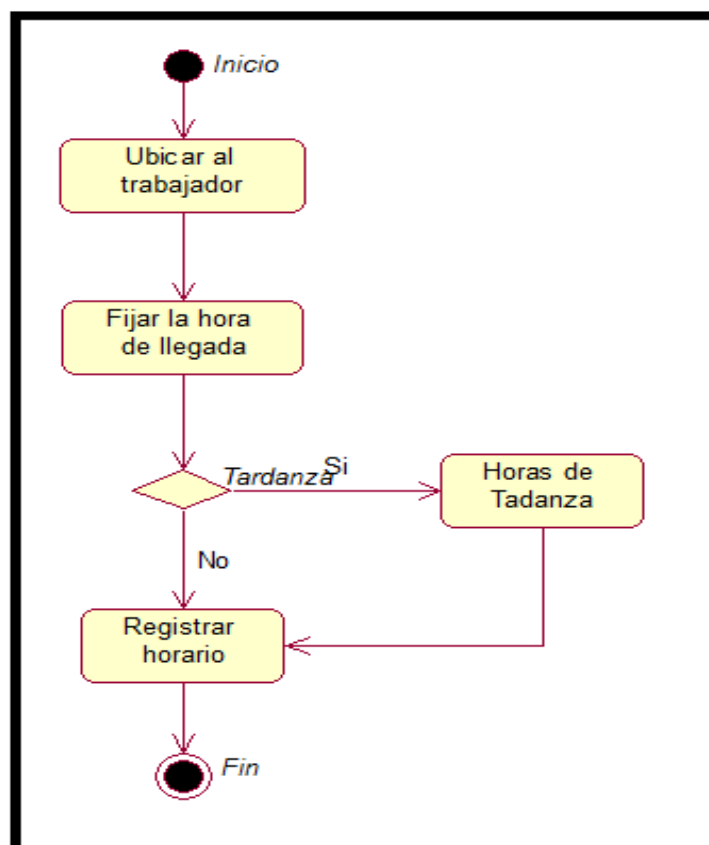 Inicio
Ubicar al
trabajador
Fijar la hora
de llegada
Tardanza
Si
Horas de
Tadanza
No
Registrar
horario
Fin